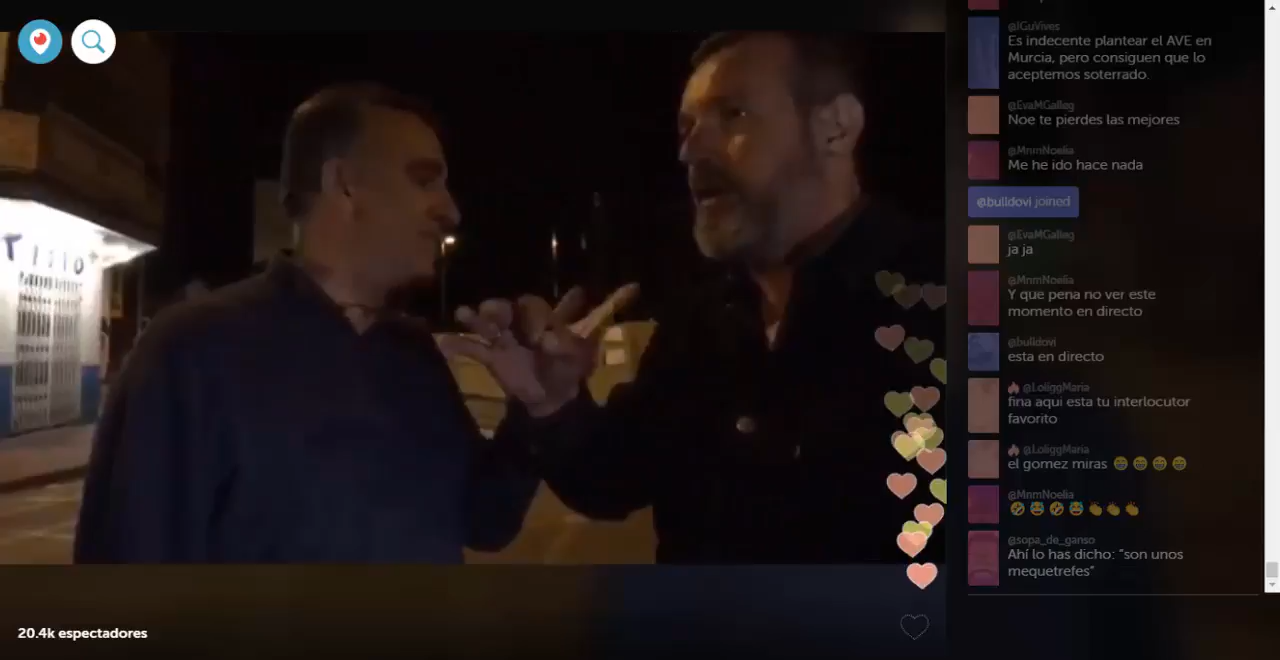 @IGuVives
Es indecente plantear el AVE en
Murcia, pero consiguen que lo
aceptemos soterrado.
@EvaMGalleg
Noe te pierdes las mejores
@MnmNoelia
Me he ido hace nada
@bulldovi joined
@EvaMGalleg
ja ja
@MnmNoelia
Y que pena no ver este
momento en directo
@bulldovi
esta en directo
@LoliggMaria
fina aqui esta tu interlocutor
favorito
@LoliggMaria
el gomez miras 😁 😁 😁 😁
@MnmNoelia
🤣 😂 🤣 😂 👏 👏 👏
@sopa_de_ganso
Ahí lo has dicho: "son unos
mequetrefes"
20.4k espectadores